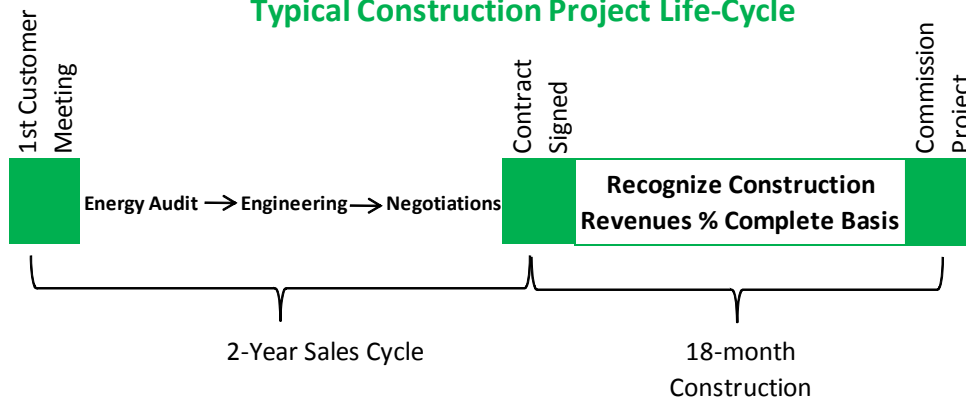 Typical Construction Project Life-Cycle
1st Customer
Meeting
Contract
Signed
Commission
Project
Energy Audit → Engineering → Negotiations
Recognize Construction
Revenues % Complete Basis
2-Year Sales Cycle
18-month
Construction